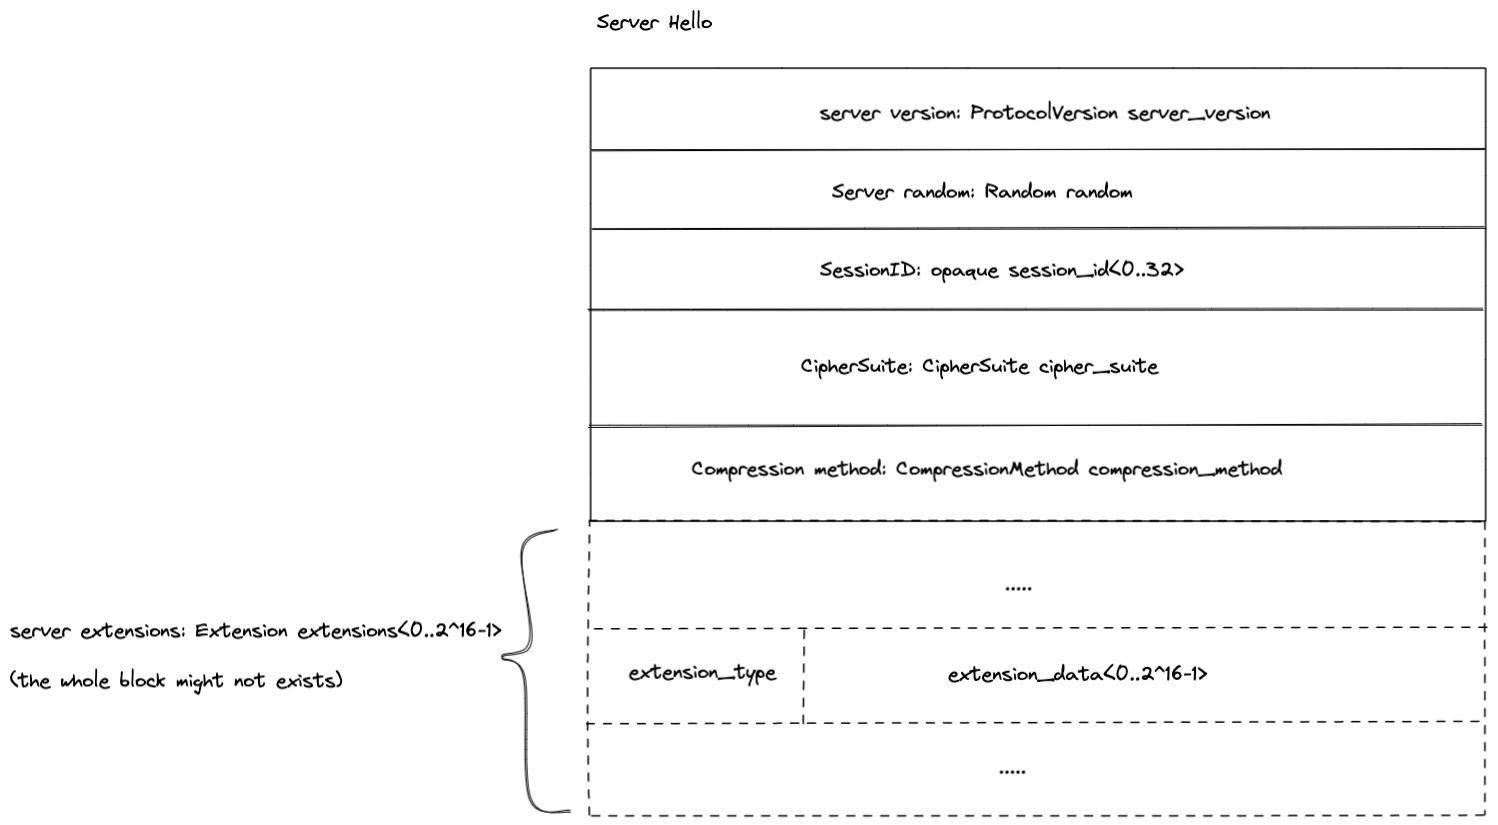 Server Hello
server version: ProtocolVersion server_version
Server random: Random random
SessionID: opaque session_id<0..32>
CipherSuite: CipherSuite cipher_suite
Compression method: CompressionMethod compression_method
.....
server extensions: Extension extensions<0..2^16-1>
(the whole block might not exists)
extension_type
extension_data<0..2^16-1>
.....